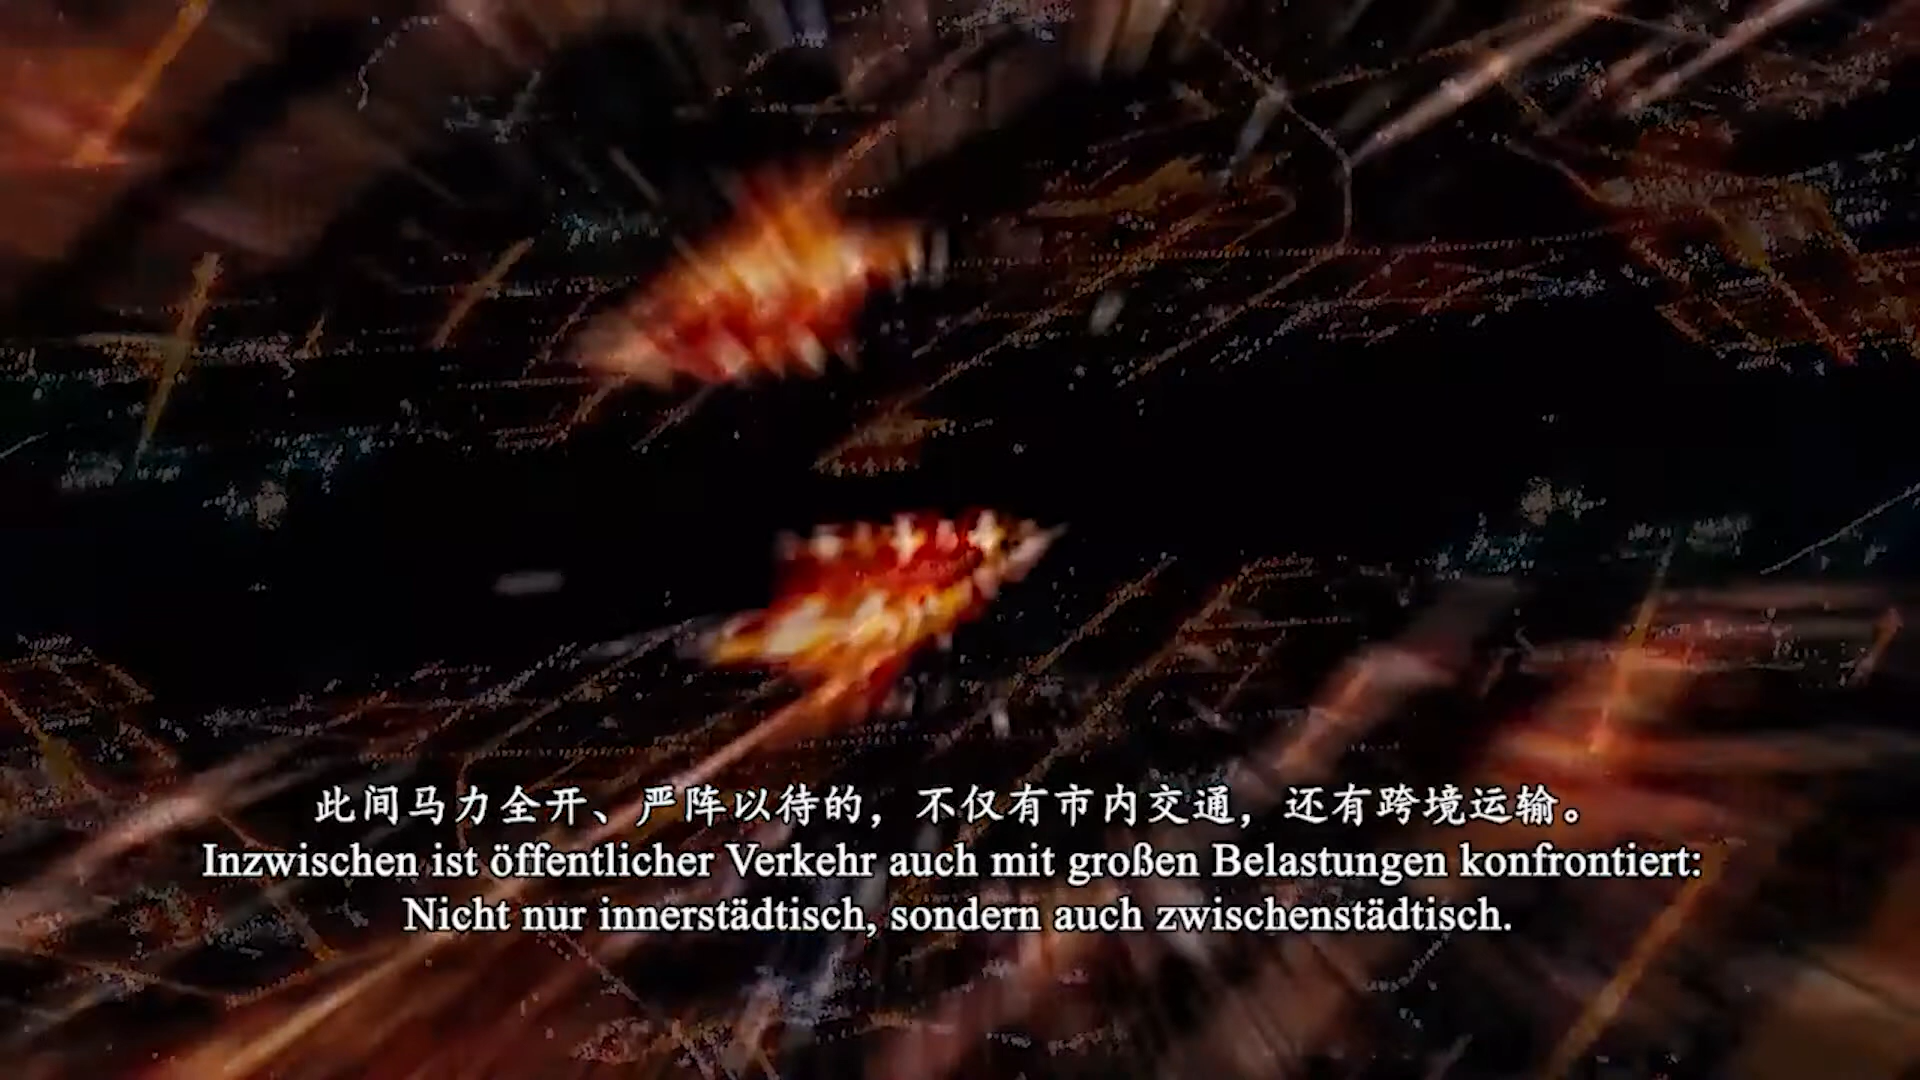 此间马力全开、严阵以待的，不仅有市内交通，还有跨境运输。
Inzwischen ist öffentlicher Verkehr auch mit großen Belastungen konfrontiert:
Nicht nur innerstädtisch, sondern auch zwischenstädtisch.